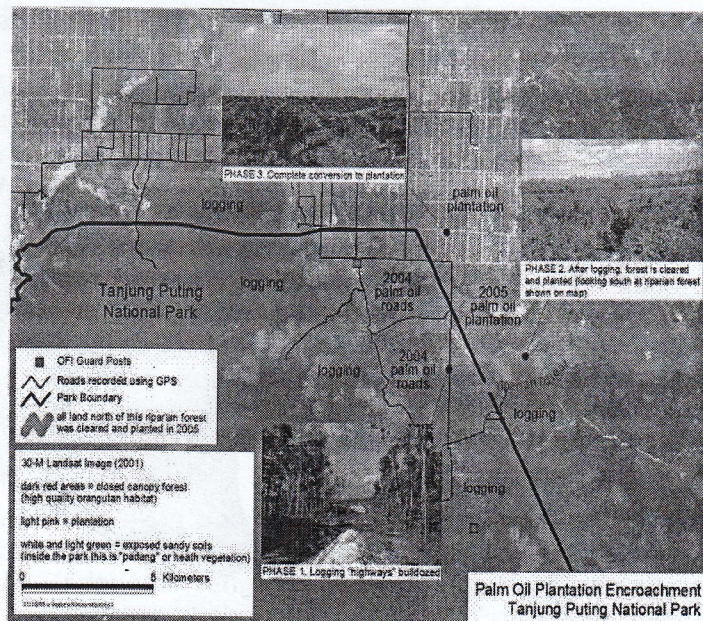 PHASE 3. Complete conversion to plantation
logging
palm oil
plantation
PHASE 2. After logging, forest is cleared
and planted (looking south at riparian forest
shown on map)
logging
Tanjung Puting
National Park
2004
palm oil
roads
2005
palm oil
plantation
2004
palm oil
roads
logging
logging
logging
OFI Guard Posts
Roads recorded using GPS
Park Boundary
all land north of this riparian forest
was cleared and planted in 2005
30-M Landsat Image (2001)
dark red areas = closed canopy forest
(high quality orangutan habitat)
light pink = plantation
white and light green = exposed sandy soils
(inside the park this is "padang" or heath vegetation)
0 Kilometers
PHASE 1. Logging "highways" bulldozed
Palm Oil Plantation Encroachment
Tanjung Puting National Park